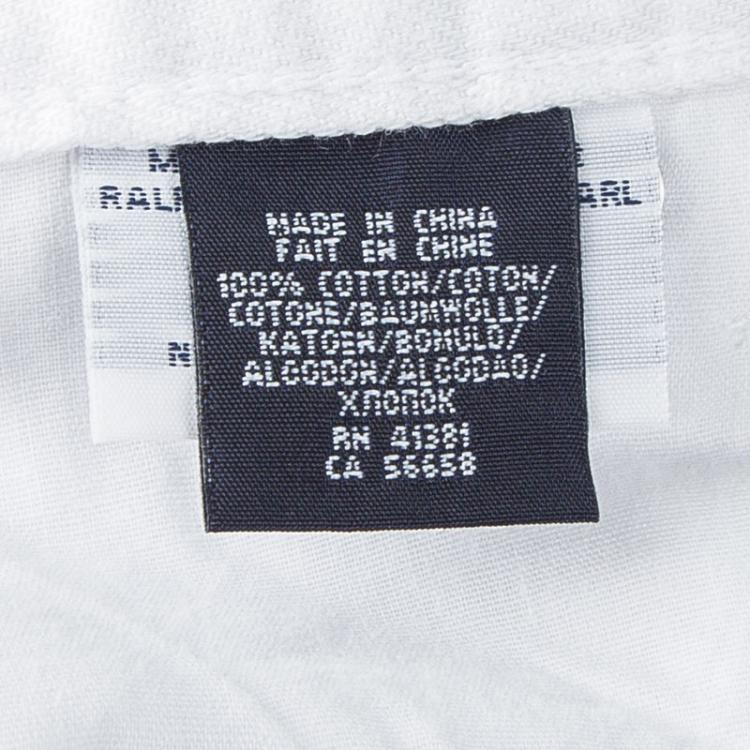 MADE IN CHINA
FAIT EN CHINE
100% COTTON/COTON/
COTONE/BAUMWOLLE/
KATOEN/BOMULD/
ALGODON/ALGODAO/
ХЛОПОК
RN 41381
CA 56658